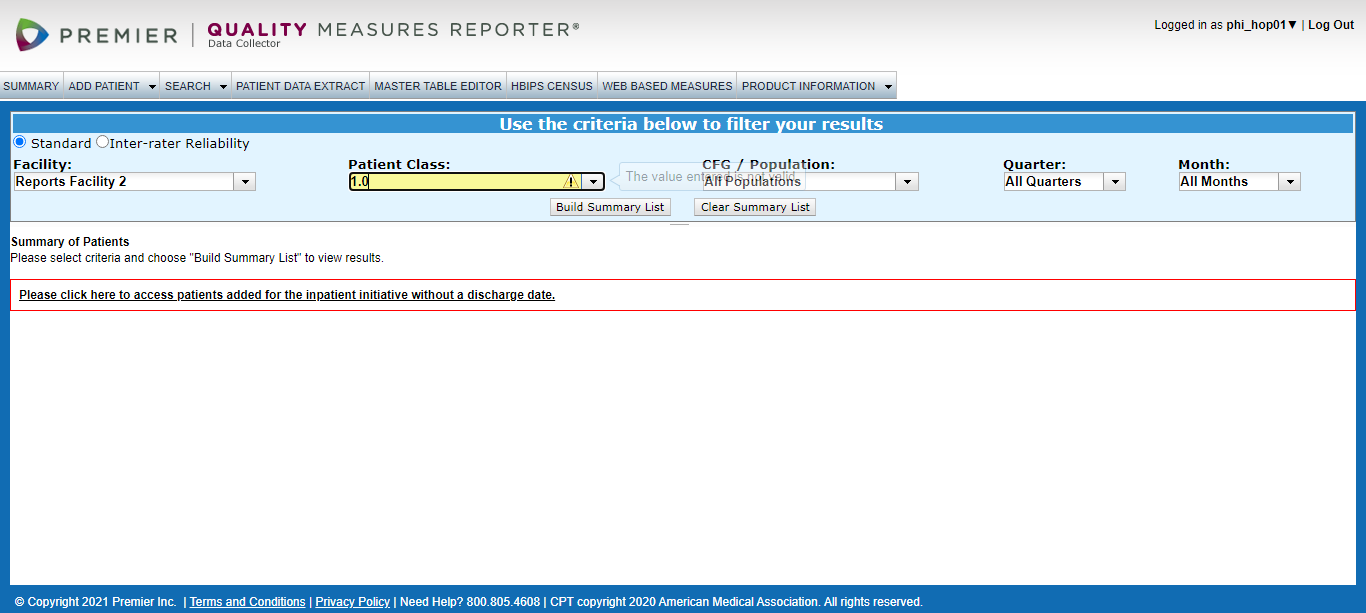 PREMIER QUALITY MEASURES REPORTER®
Data Collector
Logged in as phi_hop01▼ | Log Out
SUMMARY ADD PATIENT SEARCH PATIENT DATA EXTRACT MASTER TABLE EDITOR HBIPS CENSUS WEB BASED MEASURES PRODUCT INFORMATION
Use the criteria below to filter your results
Standard Inter-rater Reliability
Facility: Patient Class: CFG / Population: Quarter: Month:
Reports Facility 2 1.0 The value entered is not valid. All Populations All Quarters All Months
Build Summary List Clear Summary List
Summary of Patients
Please select criteria and choose "Build Summary List" to view results.
Please click here to access patients added for the inpatient initiative without a discharge date.
© Copyright 2021 Premier Inc. | Terms and Conditions | Privacy Policy | Need Help? 800.805.4608 | CPT copyright 2020 American Medical Association. All rights reserved.